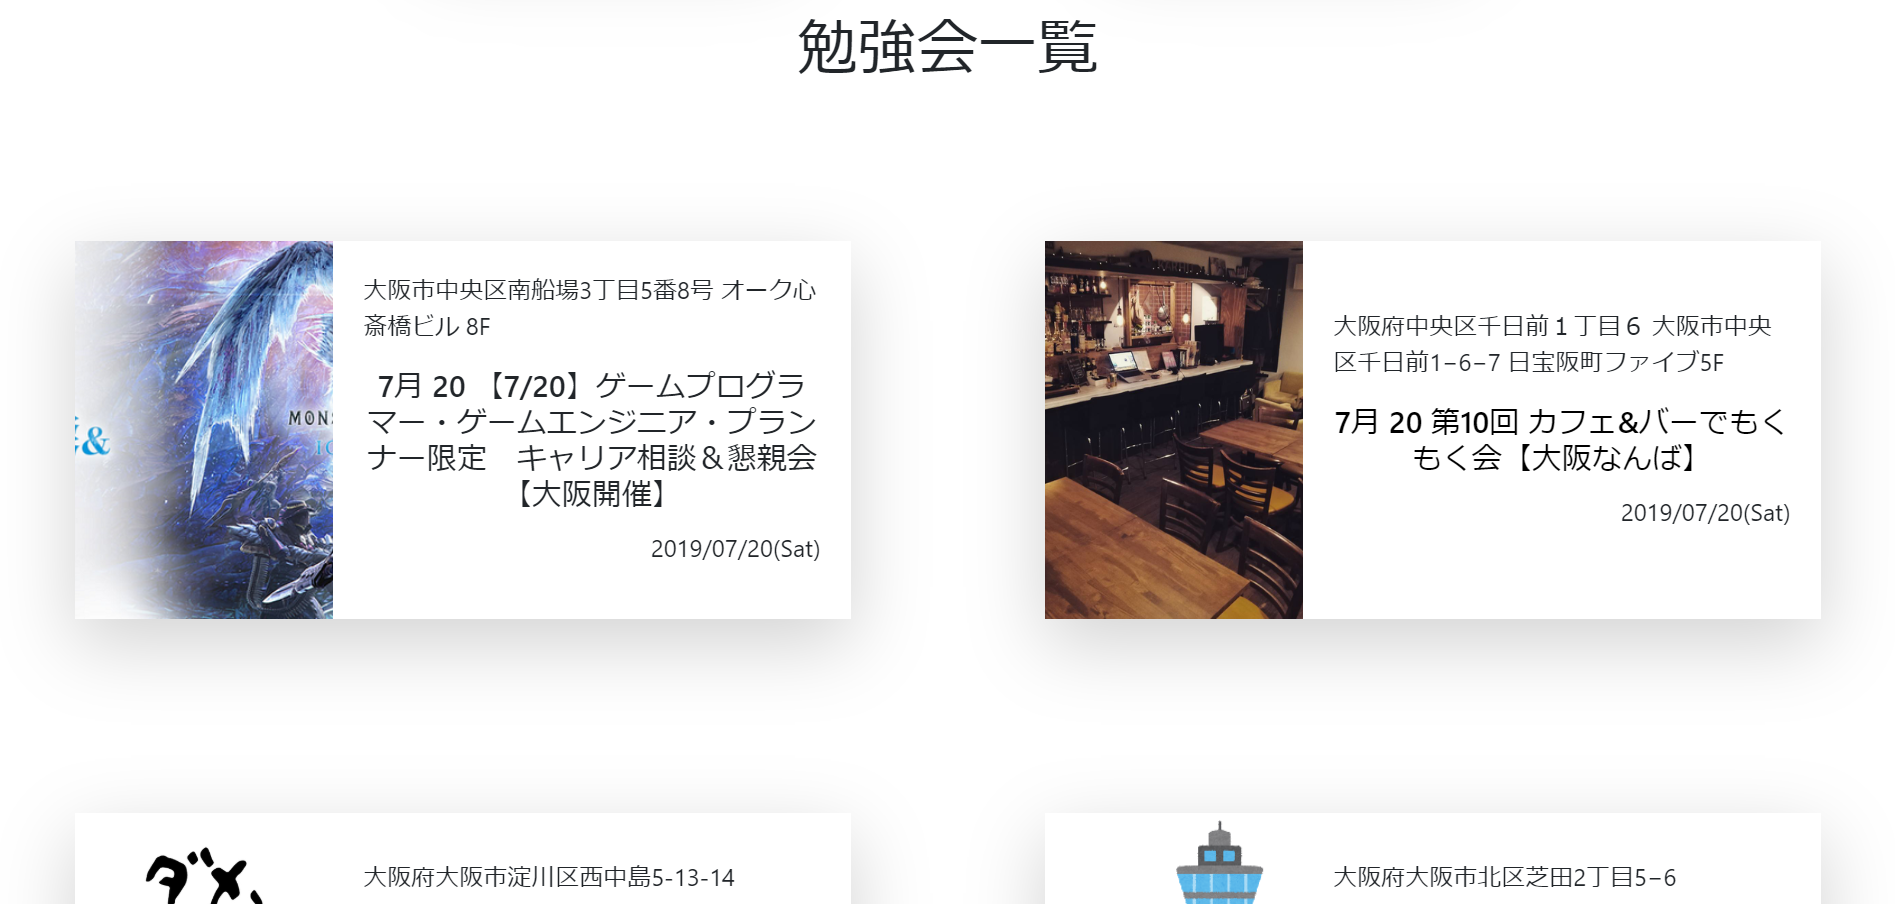 勉強会一覧
大阪市中央区南船場3丁目5番8号 オーク心
斎橋ビル 8F
7月 20 【7/20】ゲームプログラ
マー・ゲームエンジニア・プラン
ナー限定　キャリア相談＆懇親会
【大阪開催】
2019/07/20(Sat)
&
MON
大阪府中央区千日前１丁目６ 大阪市中央
区千日前1−6−7 日宝阪町ファイブ5F
7月 20 第10回 カフェ&バーでもく
もく会【大阪なんば】
2019/07/20(Sat)
ダメ
大阪府大阪市淀川区西中島5-13-14
大阪府大阪市北区芝田2丁目5−6